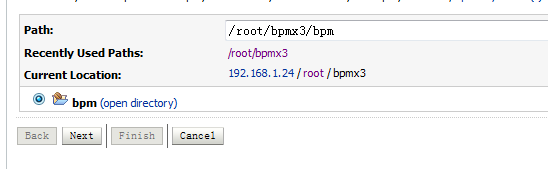 Path: /root/bpmx3/bpm
Recently Used Paths: /root/bpmx3
Current Location: 192.168.1.24 / root / bpmx3
bpm (open directory)
Back Next Finish Cancel